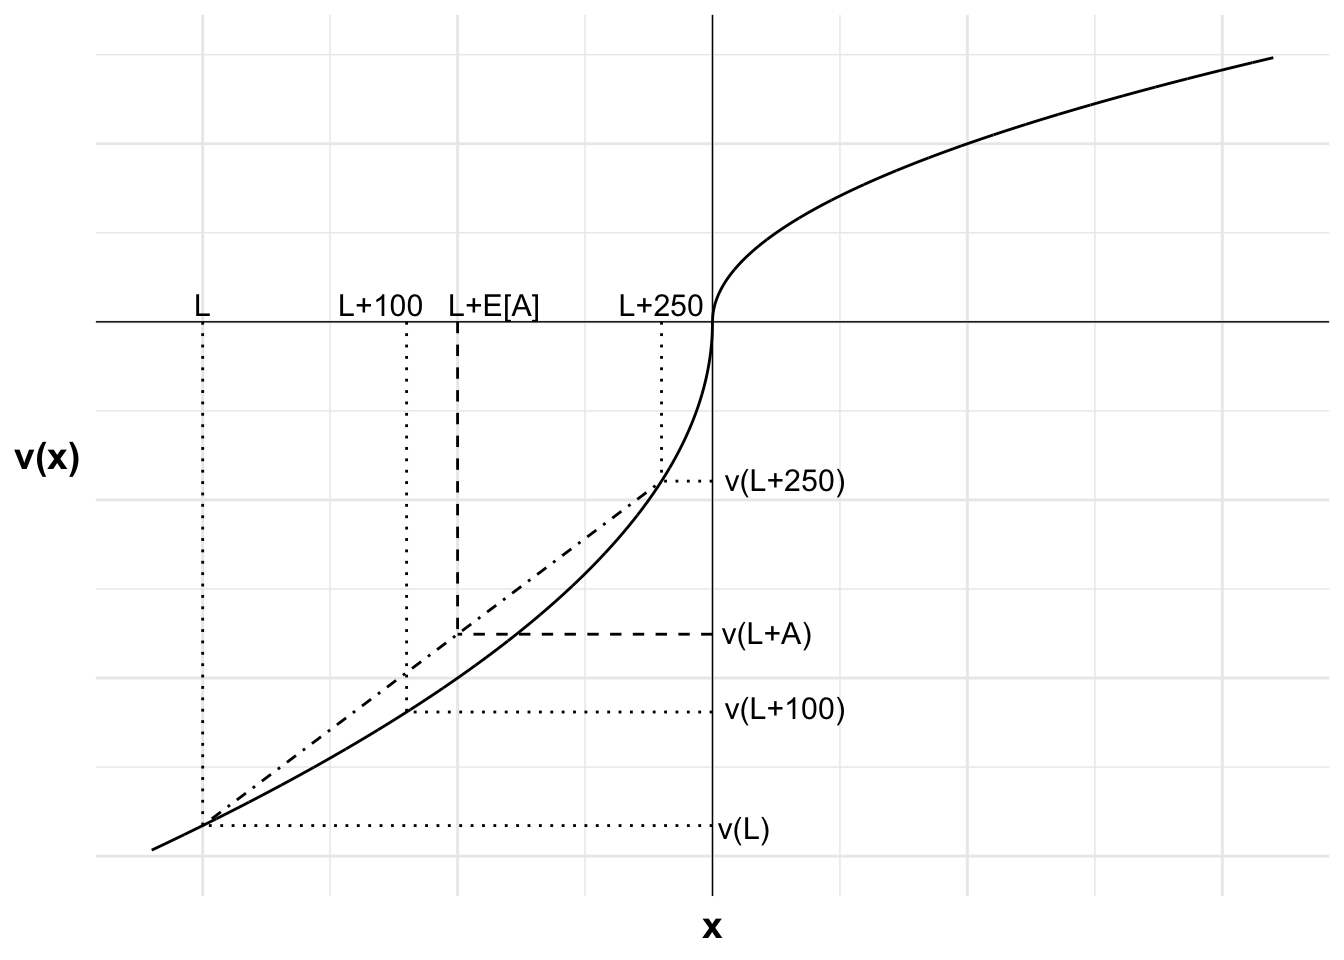 L
L+100
L+E[A]
L+250
v(x)
v(L+250)
v(L+A)
v(L+100)
v(L)
x